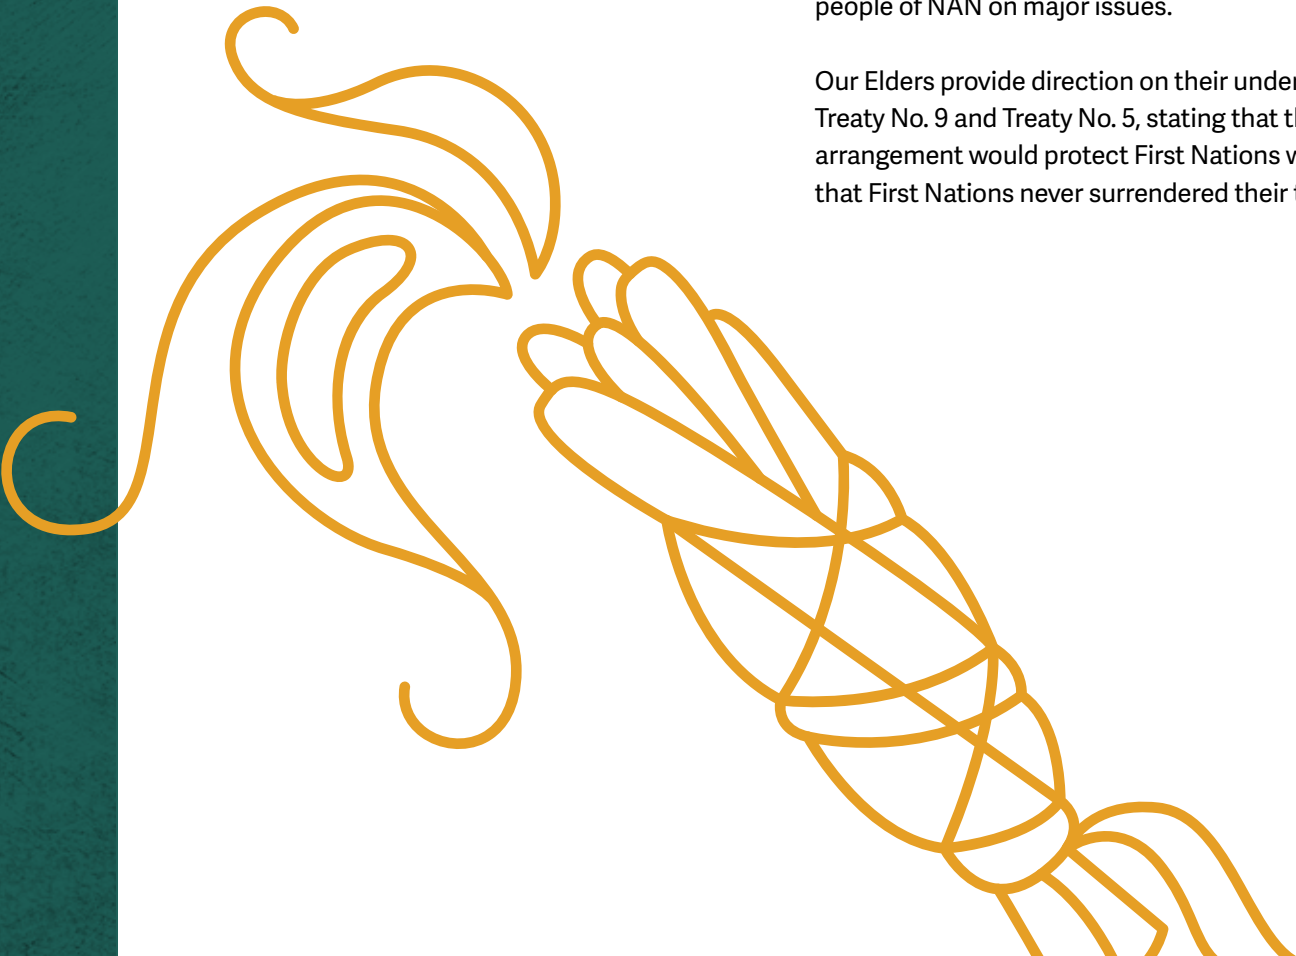 people of NAN on major issues.
Our Elders provide direction on their
Treaty No. 9 and Treaty No. 5, stating that
arrangement would protect First Nations
that First Nations never surrendered their